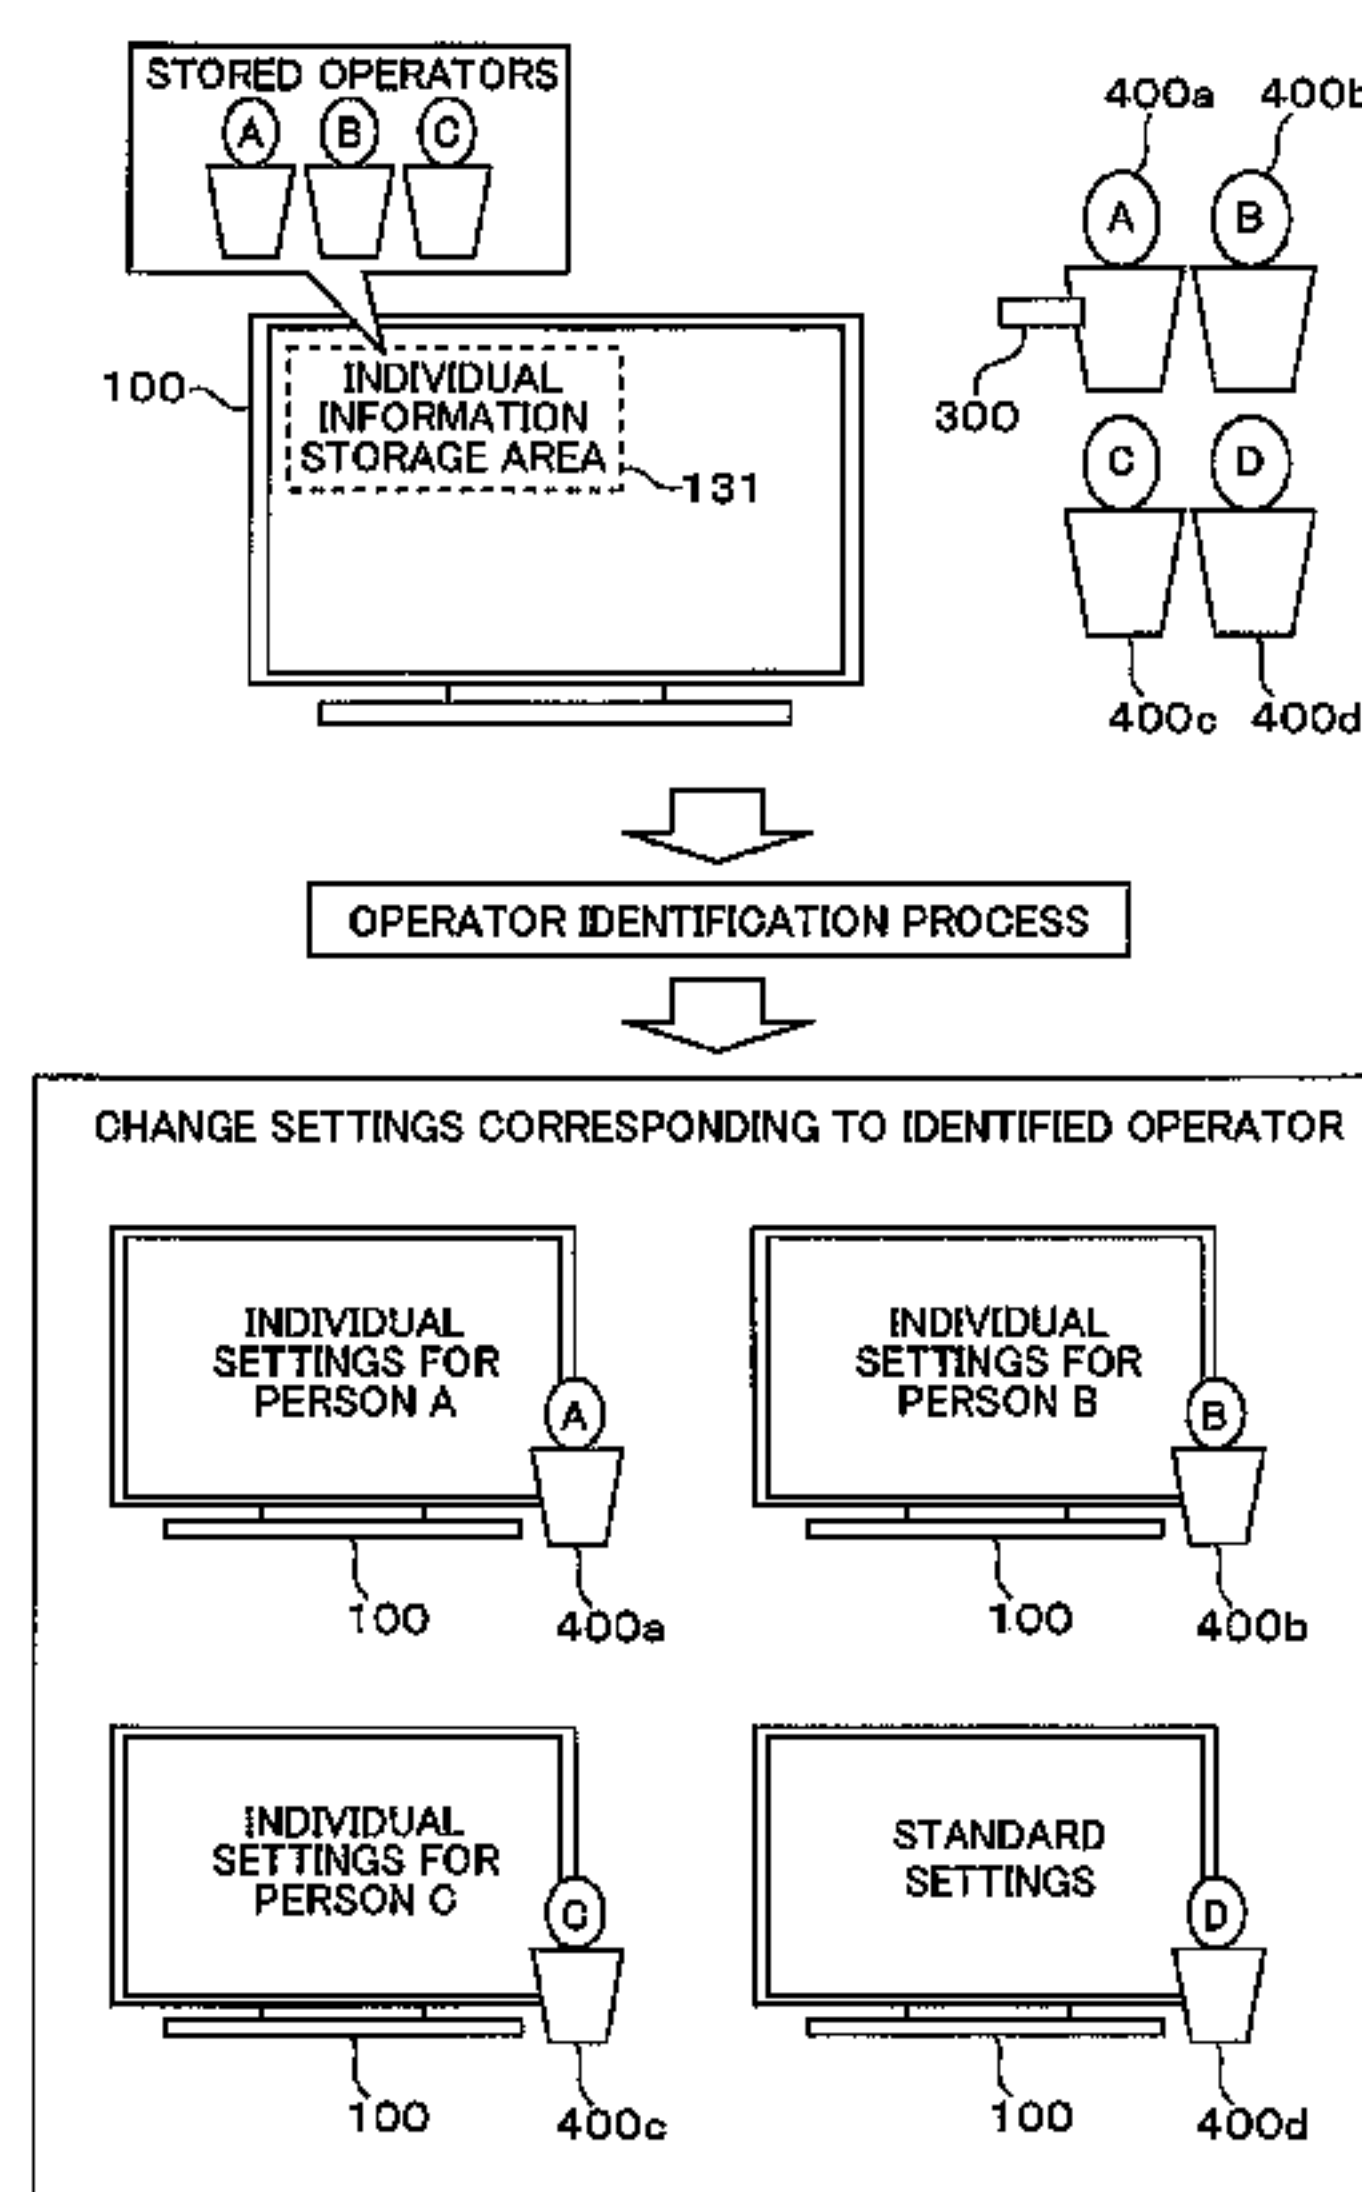 STORED OPERATORS
A B C
400a 400b
A B
100
INDIVIDUAL
INFORMATION
STORAGE AREA
131
300
C D
400c 400d
OPERATOR IDENTIFICATION PROCESS
CHANGE SETTINGS CORRESPONDING TO IDENTIFIED OPERATOR
INDIVIDUAL
SETTINGS FOR
PERSON A
A
100
400a
INDIVIDUAL
SETTINGS FOR
PERSON B
B
100
400b
INDIVIDUAL
SETTINGS FOR
PERSON C
C
100
400c
STANDARD
SETTINGS
D
100
400d